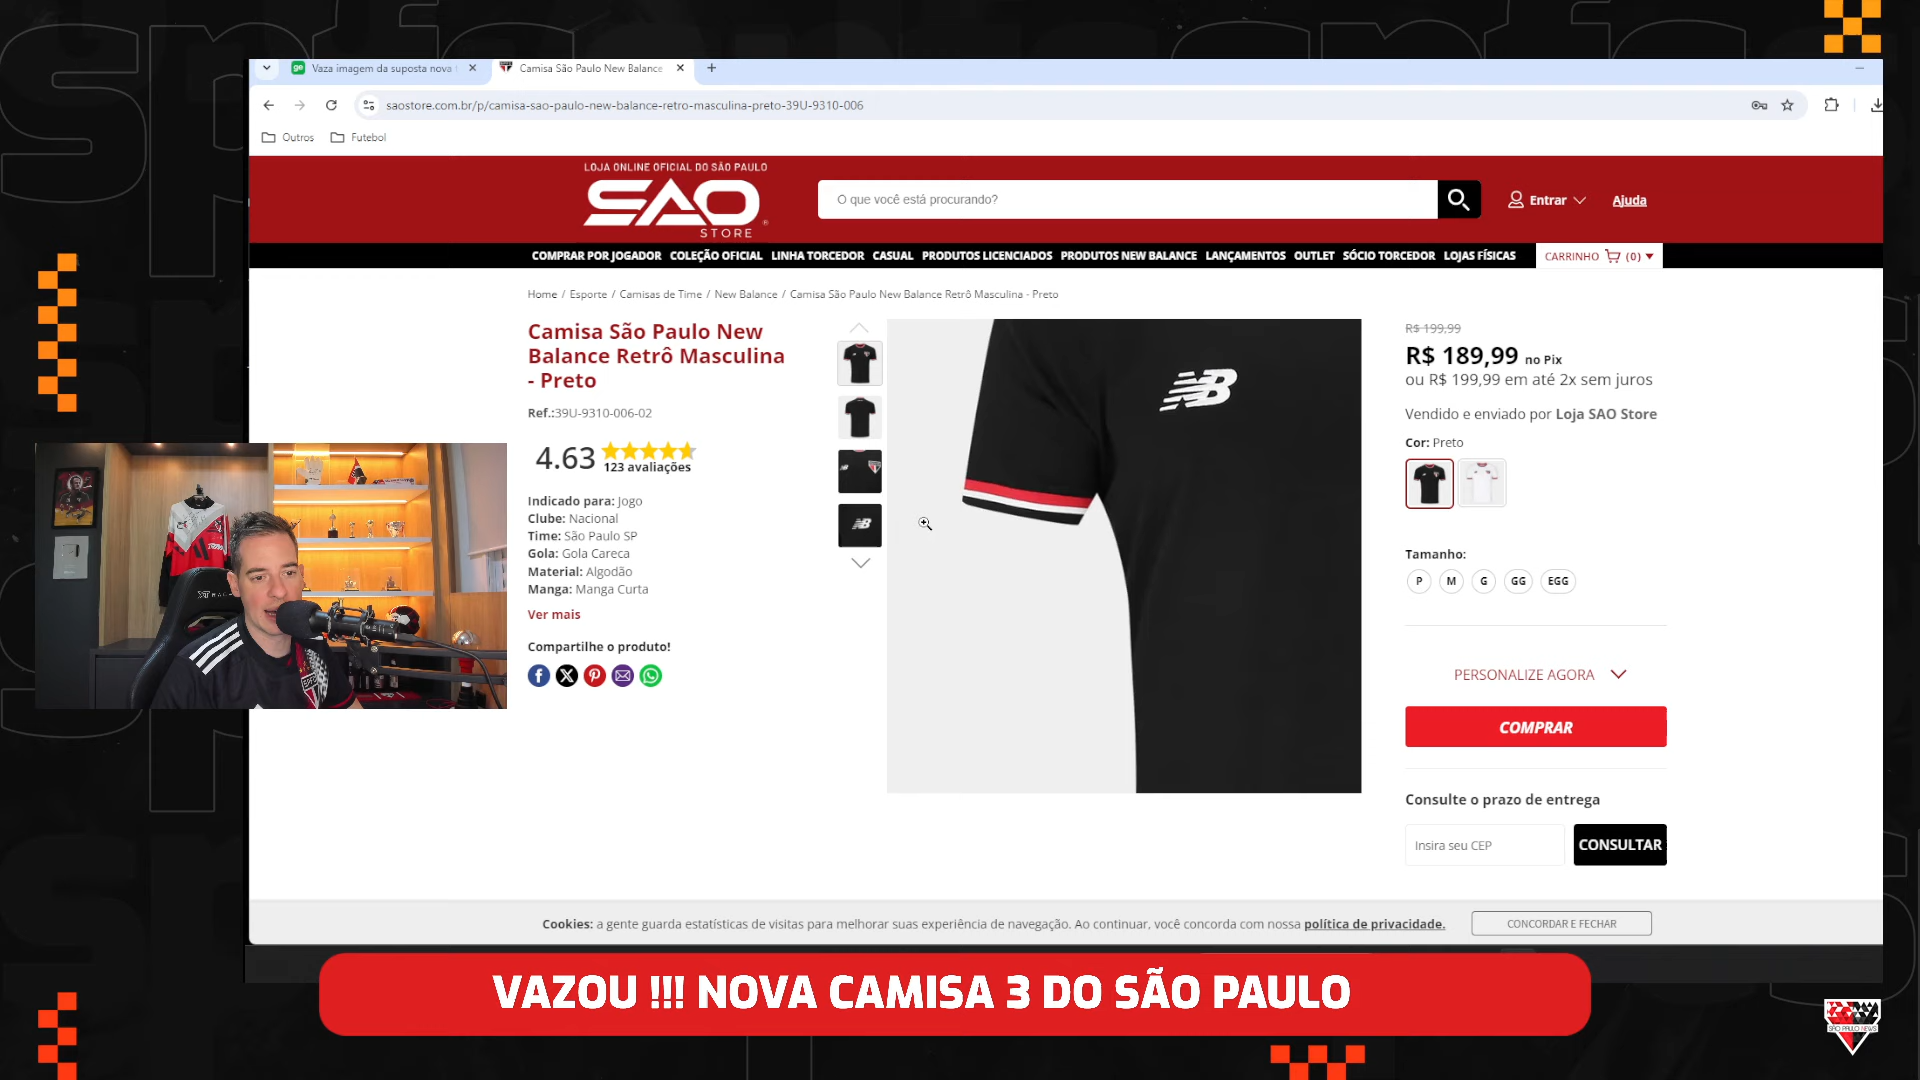 Vaza imagem da suposta nova
Camisa São Paulo New Balance
saostore.com.br/p/camisa-sao-paulo-new-balance-retro-masculina-preto-39U-9310-006
Outros
Futebol
LOJA ONLINE OFICIAL DO SÃO PAULO
SAO
STORE
O que você está procurando?
Entrar
Ajuda
COMPRAR POR JOGADOR COLEÇÃO OFICIAL LINHA TORCEDOR CASUAL PRODUTOS LICENCIADOS PRODUTOS NEW BALANCE LANÇAMENTOS OUTLET SÓCIO TORCEDOR LOJAS FÍSICAS
CARRINHO (0)
Home / Esporte / Camisas de Time / New Balance / Camisa São Paulo New Balance Retrô Masculina - Preto
Camisa São Paulo New
Balance Retrô Masculina
- Preto
Ref.:39U-9310-006-02
4.63
123 avaliações
Indicado para: Jogo
Clube: Nacional
Time: São Paulo SP
Gola: Gola Careca
Material: Algodão
Manga: Manga Curta
Ver mais
Compartilhe o produto!
NB
R$ 199,99
R$ 189,99 no Pix
ou R$ 199,99 em até 2x sem juros
Vendido e enviado por Loja SAO Store
Cor: Preto
Tamanho:
P M G GG EGG
PERSONALIZE AGORA
COMPRAR
Consulte o prazo de entrega
Insira seu CEP
CONSULTAR
Cookies: a gente guarda estatísticas de visitas para melhorar suas experiência de navegação. Ao continuar, você concorda com nossa política de privacidade.
CONCORDAR E FECHAR
VAZOU !!! NOVA CAMISA 3 DO SÃO PAULO
SÃO PAULO NEWS